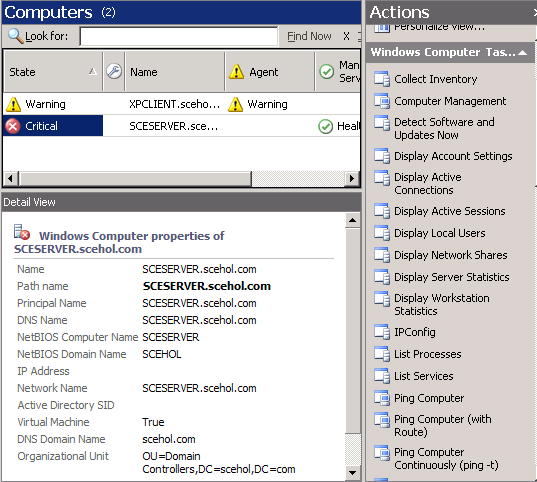 Computers (2)
Look for:
Find Now X
State
Name
Agent
Man
Serv
Warning XPCLIENT.sceho... Warning
Critical SCESERVER.sce... Heal
Detail View
Windows Computer properties of
SCESERVER.scehol.com
Name SCESERVER.scehol.com
Path name SCESERVER.scehol.com
Principal Name SCESERVER.scehol.com
DNS Name SCESERVER.scehol.com
NetBIOS Computer Name SCESERVER
NetBIOS Domain Name SCEHOL
IP Address
Network Name SCESERVER.scehol.com
Active Directory SID
Virtual Machine True
DNS Domain Name scehol.com
Organizational Unit OU=Domain
Controllers,DC=scehol,DC=com
Actions
Personalize view...
Windows Computer Tas...
Collect Inventory
Computer Management
Detect Software and
Updates Now
Display Account Settings
Display Active
Connections
Display Active Sessions
Display Local Users
Display Network Shares
Display Server Statistics
Display Workstation
Statistics
IPConfig
List Processes
List Services
Ping Computer
Ping Computer (with
Route)
Ping Computer
Continuously (ping -t)